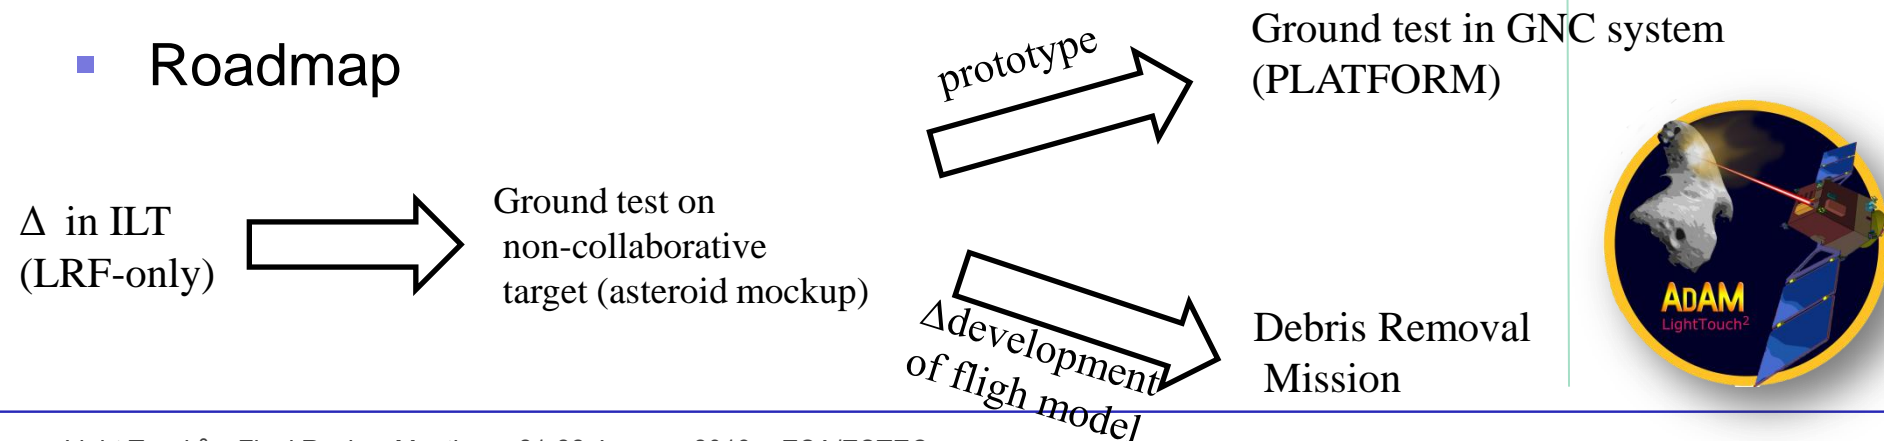 ▪ Roadmap
Δ in ILT
(LRF-only)
Ground test on
non-collaborative
target (asteroid mockup)
prototype
Ground test in GNC system
(PLATFORM)
Δdevelopment
of fligh model
Debris Removal
Mission
ADAM
LightTouch²